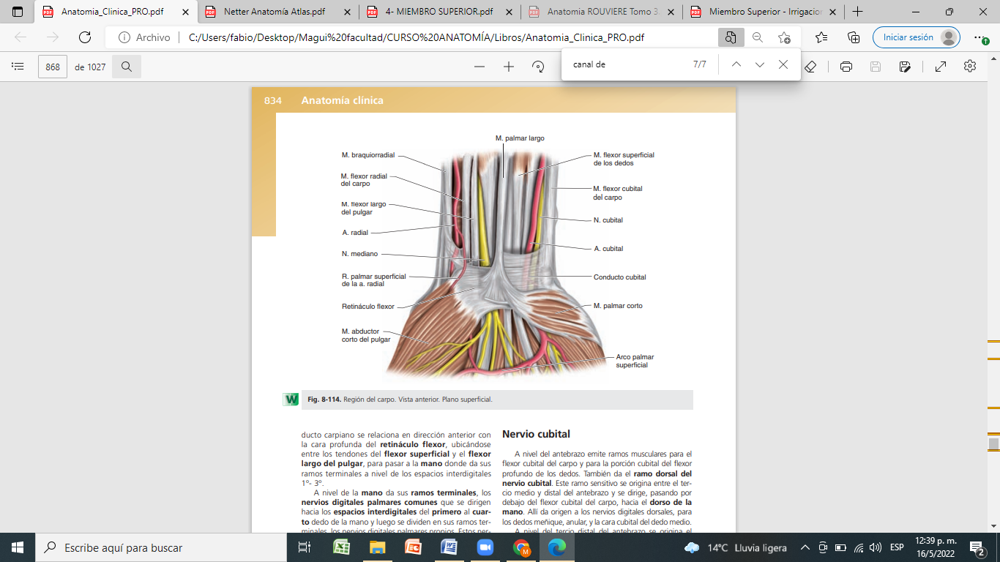 Anatomia_Clinica_PRO.pdf
Netter Anatomía Atlas.pdf
4- MIEMBRO SUPERIOR.pdf
Anatomia ROUVIERE Tomo 3.
Miembro Superior - Irrigacion
Archivo
C:/Users/fabio/Desktop/Magui%20facultad/CURSO%20ANATOMÍA/Libros/Anatomia_Clinica_PRO.pdf
Iniciar sesión
868
de 1027
canal de
7/7
834
Anatomía clínica
M. palmar largo
M. braquiorradial
M. flexor radial
del carpo
M. flexor largo
del pulgar
A. radial
N. mediano
R. palmar superficial
de la a. radial
Retináculo flexor
M. abductor
corto del pulgar
M. flexor superficial
de los dedos
M. flexor cubital
del carpo
N. cubital
A. cubital
Conducto cubital
M. palmar corto
Arco palmar
superficial
W
Fig. 8-114. Región del carpo. Vista anterior. Plano superficial.
ducto carpiano se relaciona en dirección anterior con
la cara profunda del retináculo flexor, ubicándose
entre los tendones del flexor superficial y el flexor
largo del pulgar, para pasar a la mano donde da sus
ramos terminales a nivel de los espacios interdigitales
1º- 3º.
A nivel de la mano da sus ramos terminales, los
nervios digitales palmares comunes que se dirigen
hacia los espacios interdigitales del primero al cuar-
to dedo de la mano y luego se dividen en sus ramos ter-
minales, los nervios digitales palmares propios. Estos ner-
Nervio cubital
A nivel del antebrazo emite ramos musculares para el
flexor cubital del carpo y para la porción cubital del flexor
profundo de los dedos. También da el ramo dorsal del
nervio cubital. Este ramo sensitivo se origina entre el ter-
cio medio y distal del antebrazo y se dirige, pasando por
debajo del flexor cubital del carpo, hacia el dorso de la
mano. Allí da origen a los nervios digitales dorsales, para
los dedos meñique, anular, y la cara cubital del dedo medio.
A nivel del tercio distal del antebrazo se origina el
Escribe aquí para buscar
14°C Lluvia ligera
ESP
12:39 p. m.
16/5/2022
2